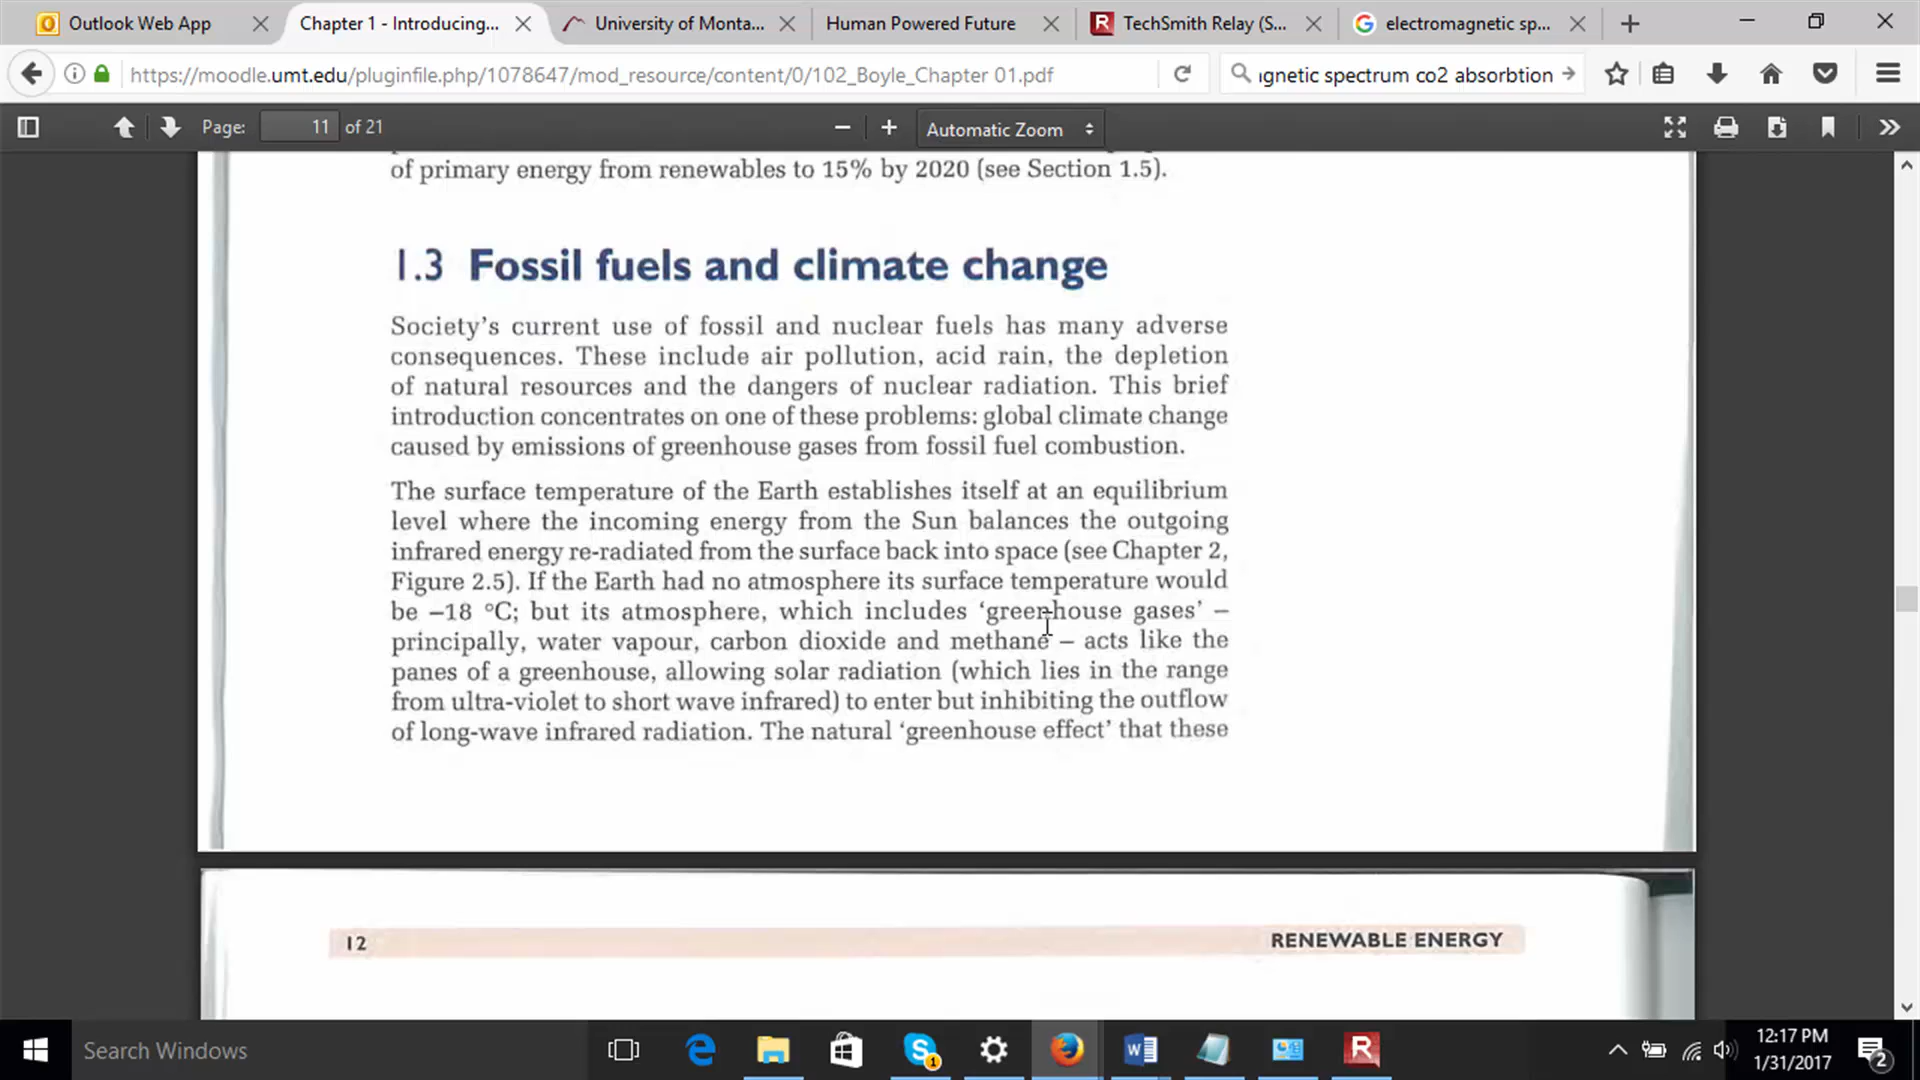 Outlook Web App
Chapter 1 - Introducing...
University of Monta...
Human Powered Future
TechSmith Relay (S...
electromagnetic sp...
https://moodle.umt.edu/pluginfile.php/1078647/mod_resource/content/0/102_Boyle_Chapter 01.pdf
gnetic spectrum co2 absorbtion
Page: 11 of 21
Automatic Zoom
of primary energy from renewables to 15% by 2020 (see Section 1.5).
1.3 Fossil fuels and climate change
Society's current use of fossil and nuclear fuels has many adverse
consequences. These include air pollution, acid rain, the depletion
of natural resources and the dangers of nuclear radiation. This brief
introduction concentrates on one of these problems: global climate change
caused by emissions of greenhouse gases from fossil fuel combustion.
The surface temperature of the Earth establishes itself at an equilibrium
level where the incoming energy from the Sun balances the outgoing
infrared energy re-radiated from the surface back into space (see Chapter 2,
Figure 2.5). If the Earth had no atmosphere its surface temperature would
be –18 °C; but its atmosphere, which includes 'greenhouse gases' –
principally, water vapour, carbon dioxide and methane – acts like the
panes of a greenhouse, allowing solar radiation (which lies in the range
from ultra-violet to short wave infrared) to enter but inhibiting the outflow
of long-wave infrared radiation. The natural 'greenhouse effect' that these
12
RENEWABLE ENERGY
Search Windows
12:17 PM
1/31/2017